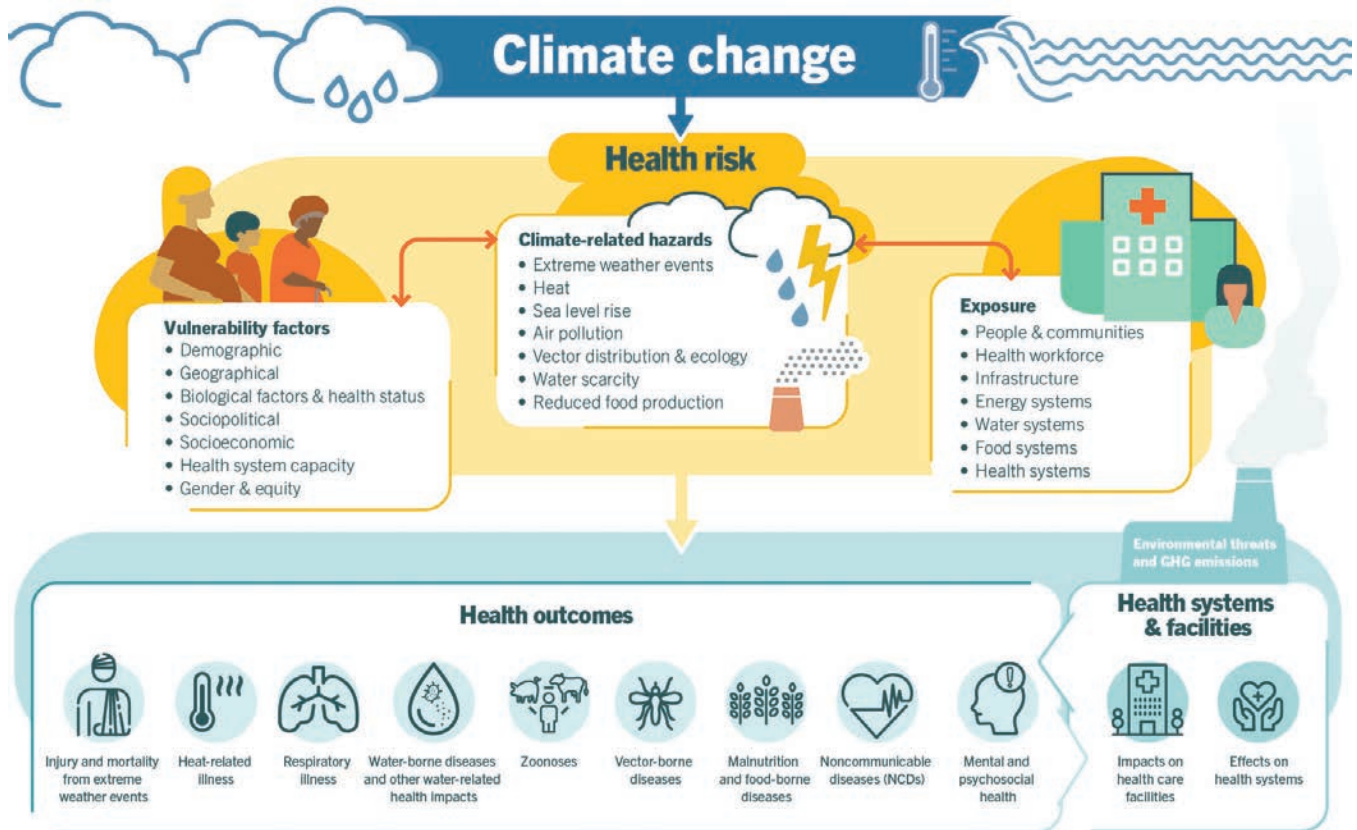 Climate change
Health risk
Vulnerability factors
• Demographic
• Geographical
• Biological factors & health status
• Sociopolitical
• Socioeconomic
• Health system capacity
• Gender & equity
Climate-related hazards
• Extreme weather events
• Heat
• Sea level rise
• Air pollution
• Vector distribution & ecology
• Water scarcity
• Reduced food production
Exposure
• People & communities
• Health workforce
• Infrastructure
• Energy systems
• Water systems
• Food systems
• Health systems
Environmental threats
and GHG emissions
Health outcomes
Injury and mortality
from extreme
weather events
Heat-related
illness
Respiratory
illness
Water-borne diseases
and other water-related
health impacts
Zoonoses
Vector-borne
diseases
Malnutrition
and food-borne
diseases
Noncommunicable
diseases (NCDs)
Mental and
psychosocial
health
Health systems
& facilities
Impacts on
health care
facilities
Effects on
health systems